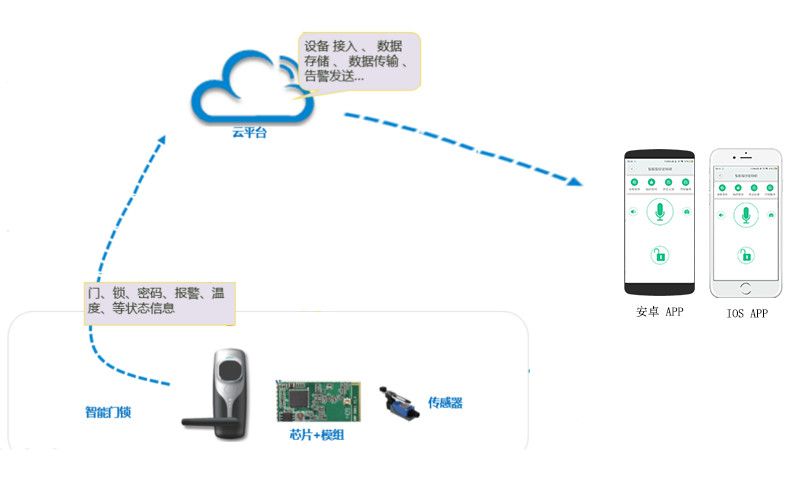 设备 接入 、 数据
存储 、 数据传输 、
告警发送...
云平台
门、锁、密码、报警、温
度、等状态信息
智能门锁
芯片+模组
传感器
安卓 APP
IOS APP